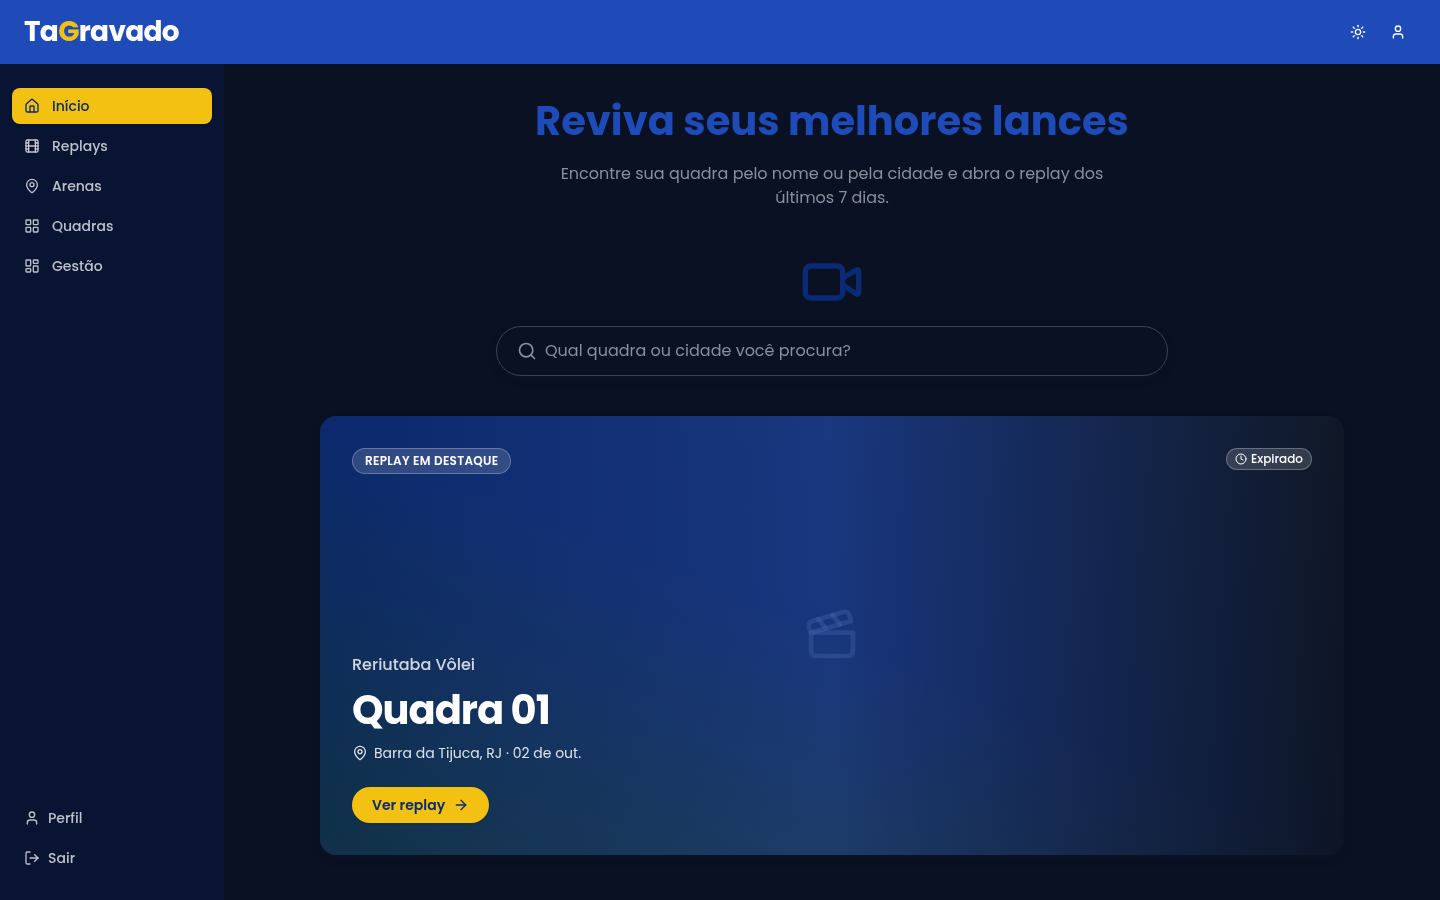 TaGravado
Início
Replays
Arenas
Quadras
Gestão
Perfil
Sair
Reviva seus melhores lances
Encontre sua quadra pelo nome ou pela cidade e abra o replay dos
últimos 7 dias.
Qual quadra ou cidade você procura?
REPLAY EM DESTAQUE
Expirado
Reriutaba Vôlei
Quadra 01
Barra da Tijuca, RJ · 02 de out.
Ver replay